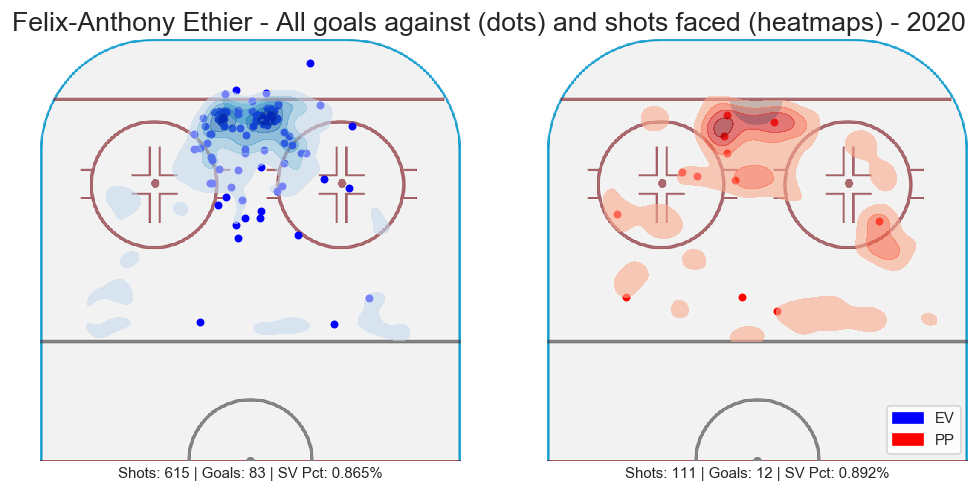 Felix-Anthony Ethier - All goals against (dots) and shots faced (heatmaps) - 2020
EV
PP
Shots: 615 | Goals: 83 | SV Pct: 0.865%
Shots: 111 | Goals: 12 | SV Pct: 0.892%